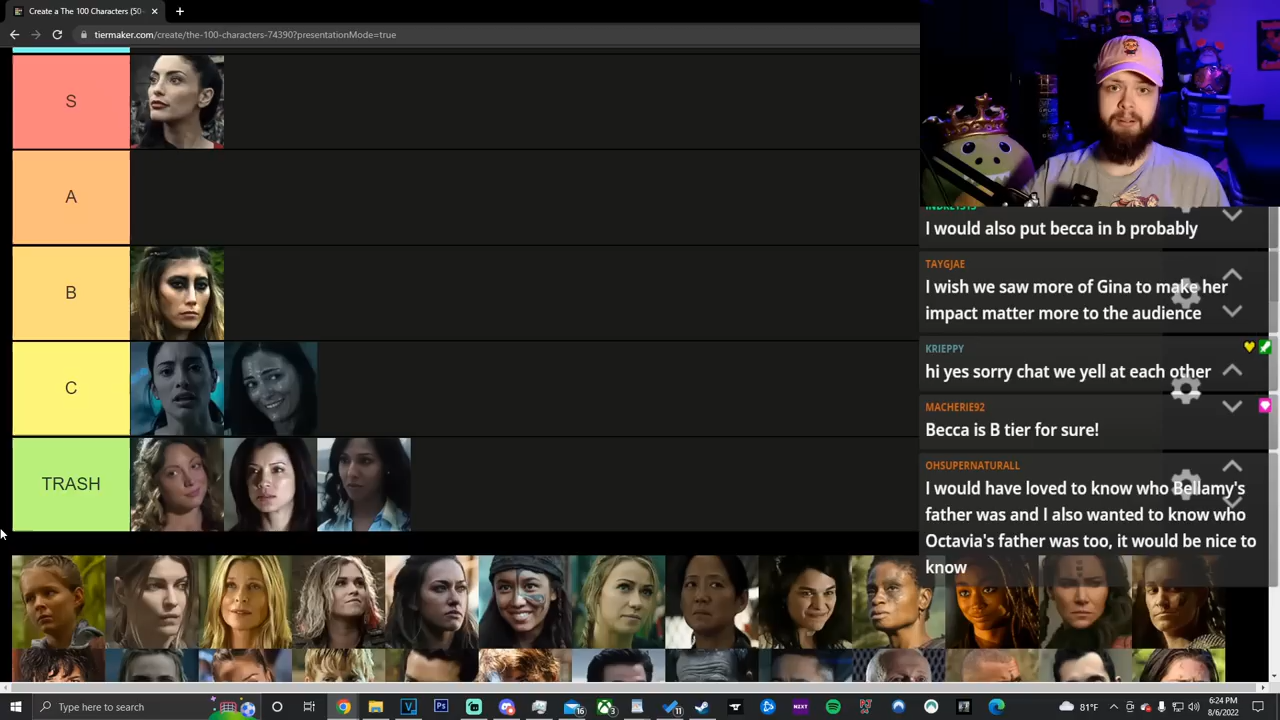 Create a The 100 Characters (50-
tiermaker.com/create/the-100-characters-74390?presentationMode=true
S
A
B
C
TRASH
I would also put becca in b probably
TAYGJAE
I wish we saw more of Gina to make her
impact matter more to the audience
KRIEPPY
hi yes sorry chat we yell at each other
MACHERIE92
Becca is B tier for sure!
OHSUPERNATURALL
I would have loved to know who Bellamy's
father was and I also wanted to know who
Octavia's father was too, it would be nice to
know
Type here to search
16
3
11
N2XT
81°F
6:24 PM
8/6/2022